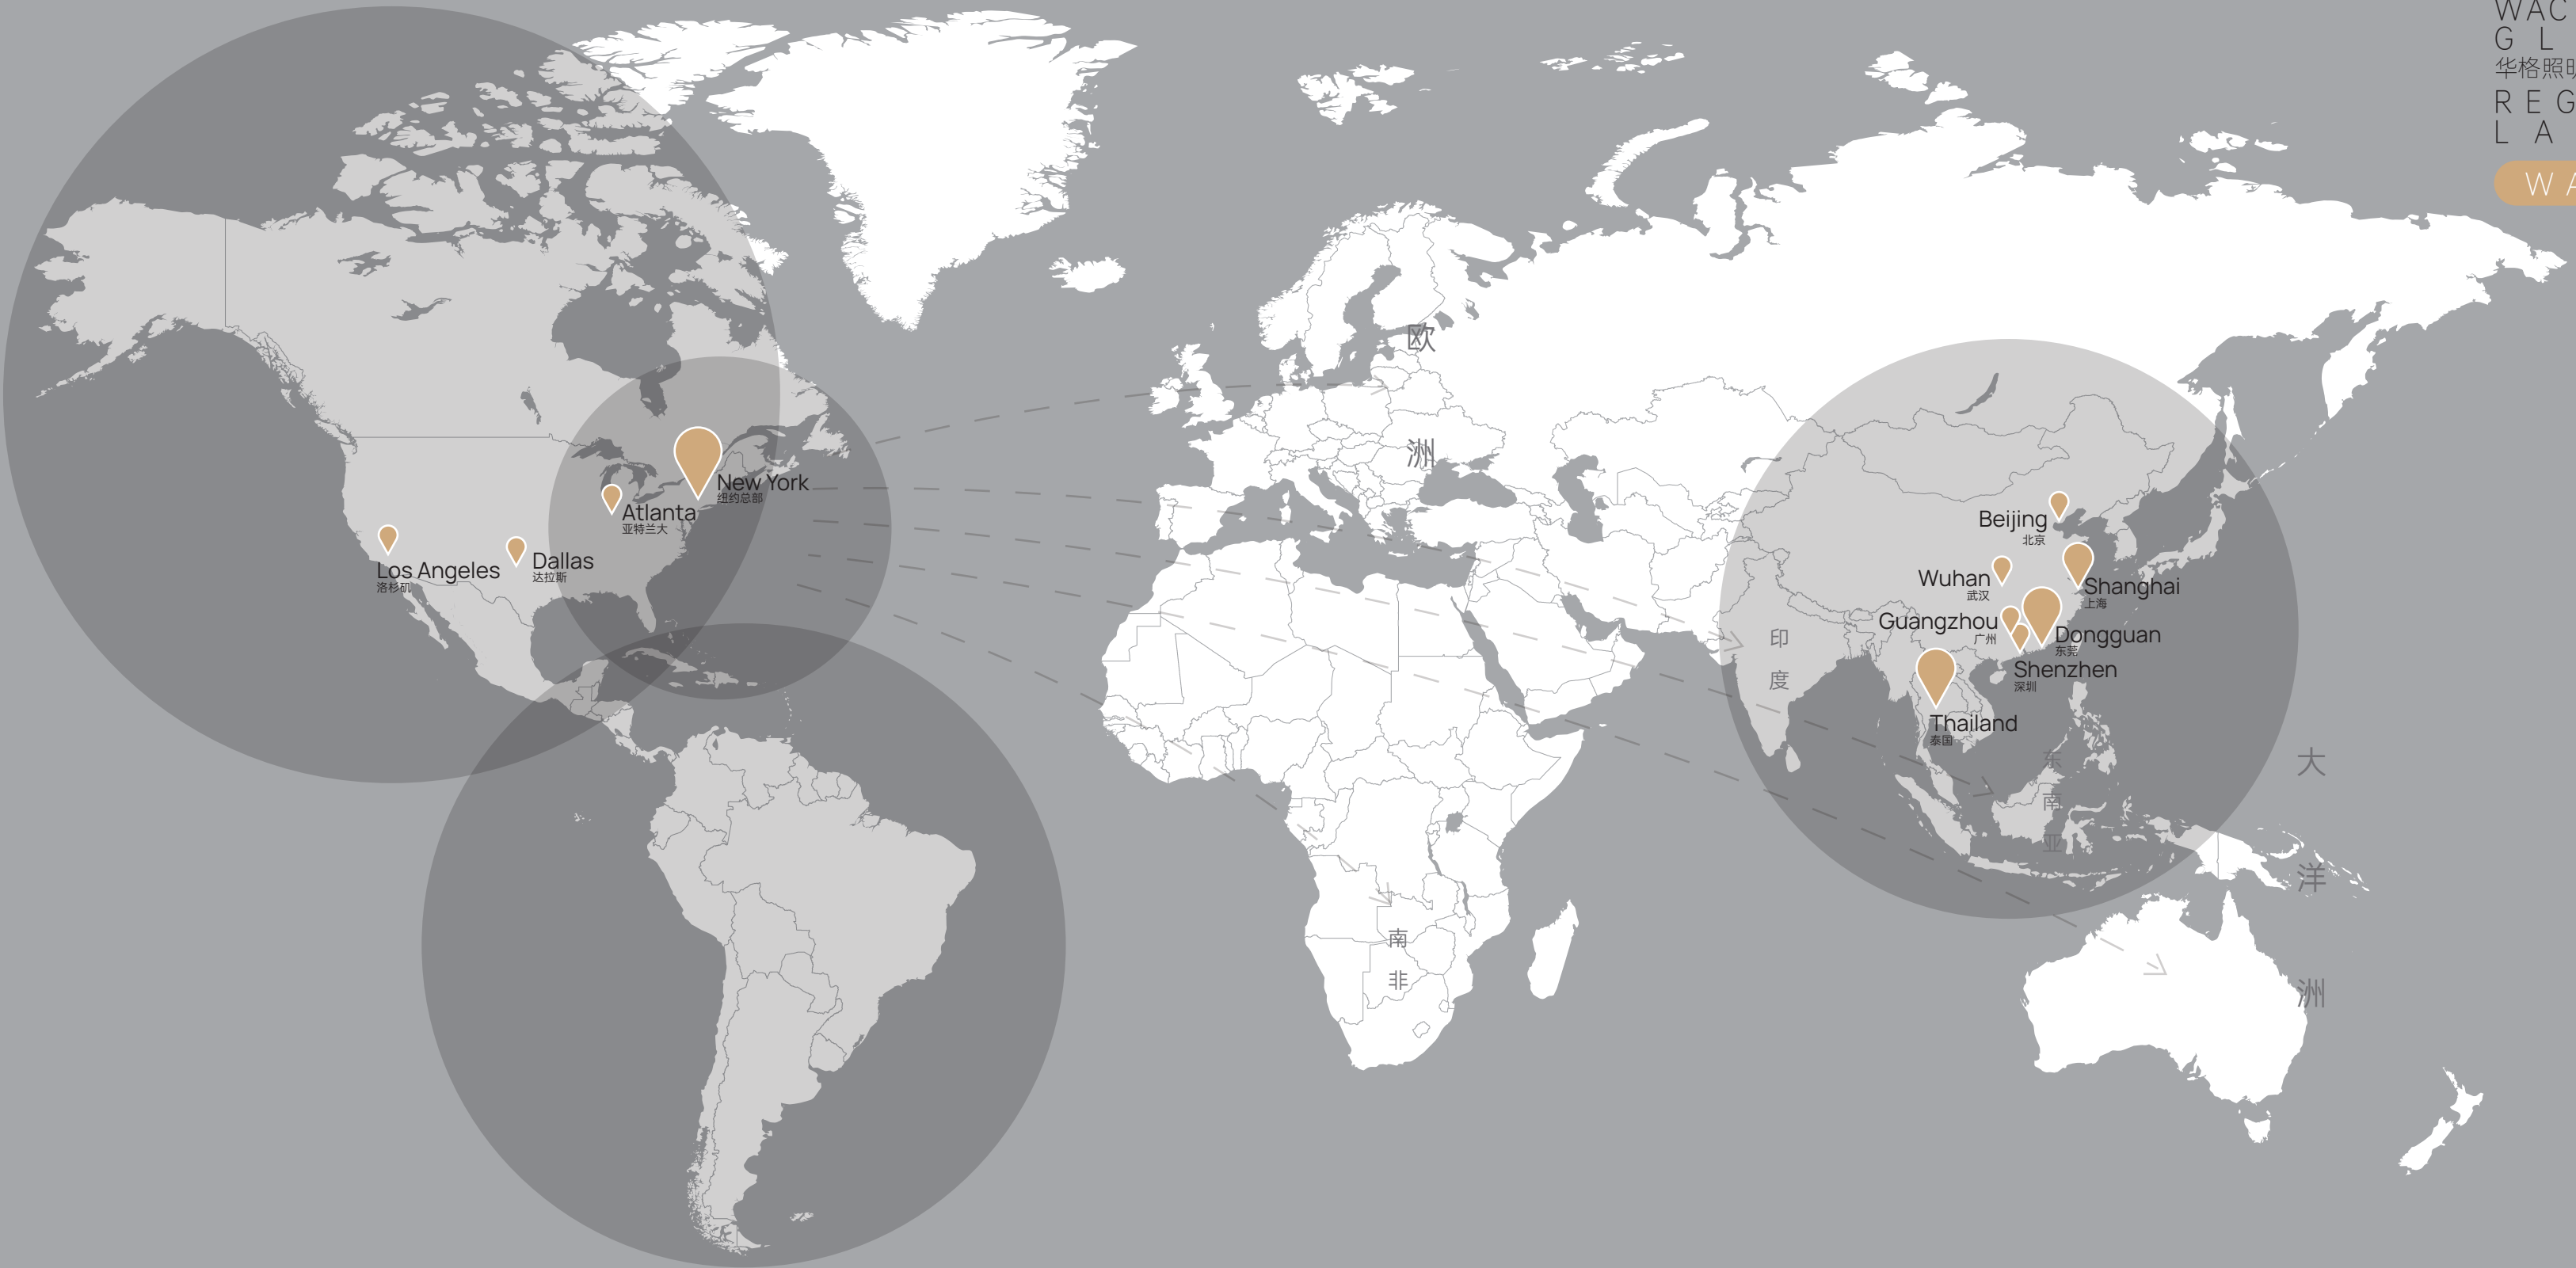 WAC
G L
华格照明
REG
L A
W A
欧洲
New York
纽约总部
Atlanta
亚特兰大
Los Angeles
洛杉矶
Dallas
达拉斯
Beijing
北京
Wuhan
武汉
Shanghai
上海
Guangzhou
广州
Dongguan
东莞
Shenzhen
深圳
Thailand
泰国
印度
东南亚
大洋洲
南非